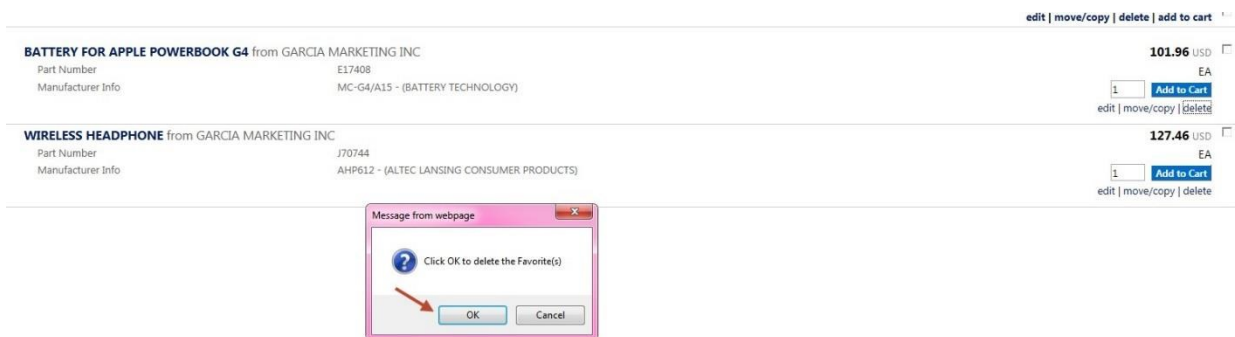 edit | move/copy | delete | add to cart
BATTERY FOR APPLE POWERBOOK G4 from GARCIA MARKETING INC 101.96 USD
Part Number E17408 EA
Manufacturer Info MC-G4/A15 - (BATTERY TECHNOLOGY) 1 Add to Cart
edit | move/copy | delete
WIRELESS HEADPHONE from GARCIA MARKETING INC 127.46 USD
Part Number J70744 EA
Manufacturer Info AHP612 - (ALTEC LANSING CONSUMER PRODUCTS) 1 Add to Cart
edit | move/copy | delete
Message from webpage
Click OK to delete the Favorite(s)
OK Cancel